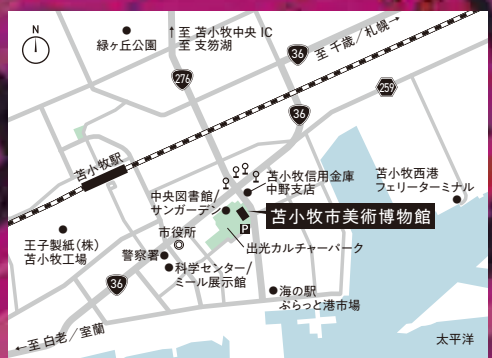 N
緑ヶ丘公園
↑至 苫小牧中央IC
至 支笏湖
36
至 千歳/札幌→
276
259
36
苫小牧駅
苫小牧信用金庫
中野支店
苫小牧西港
フェリーターミナル
中央図書館/
サンガーデン
苫小牧市美術博物館
P
市役所
出光カルチャーパーク
王子製紙(株)
苫小牧工場
警察署
科学センター/
ミール展示館
36
海の駅
ぷらっと港市場
←至 白老/室蘭
太平洋